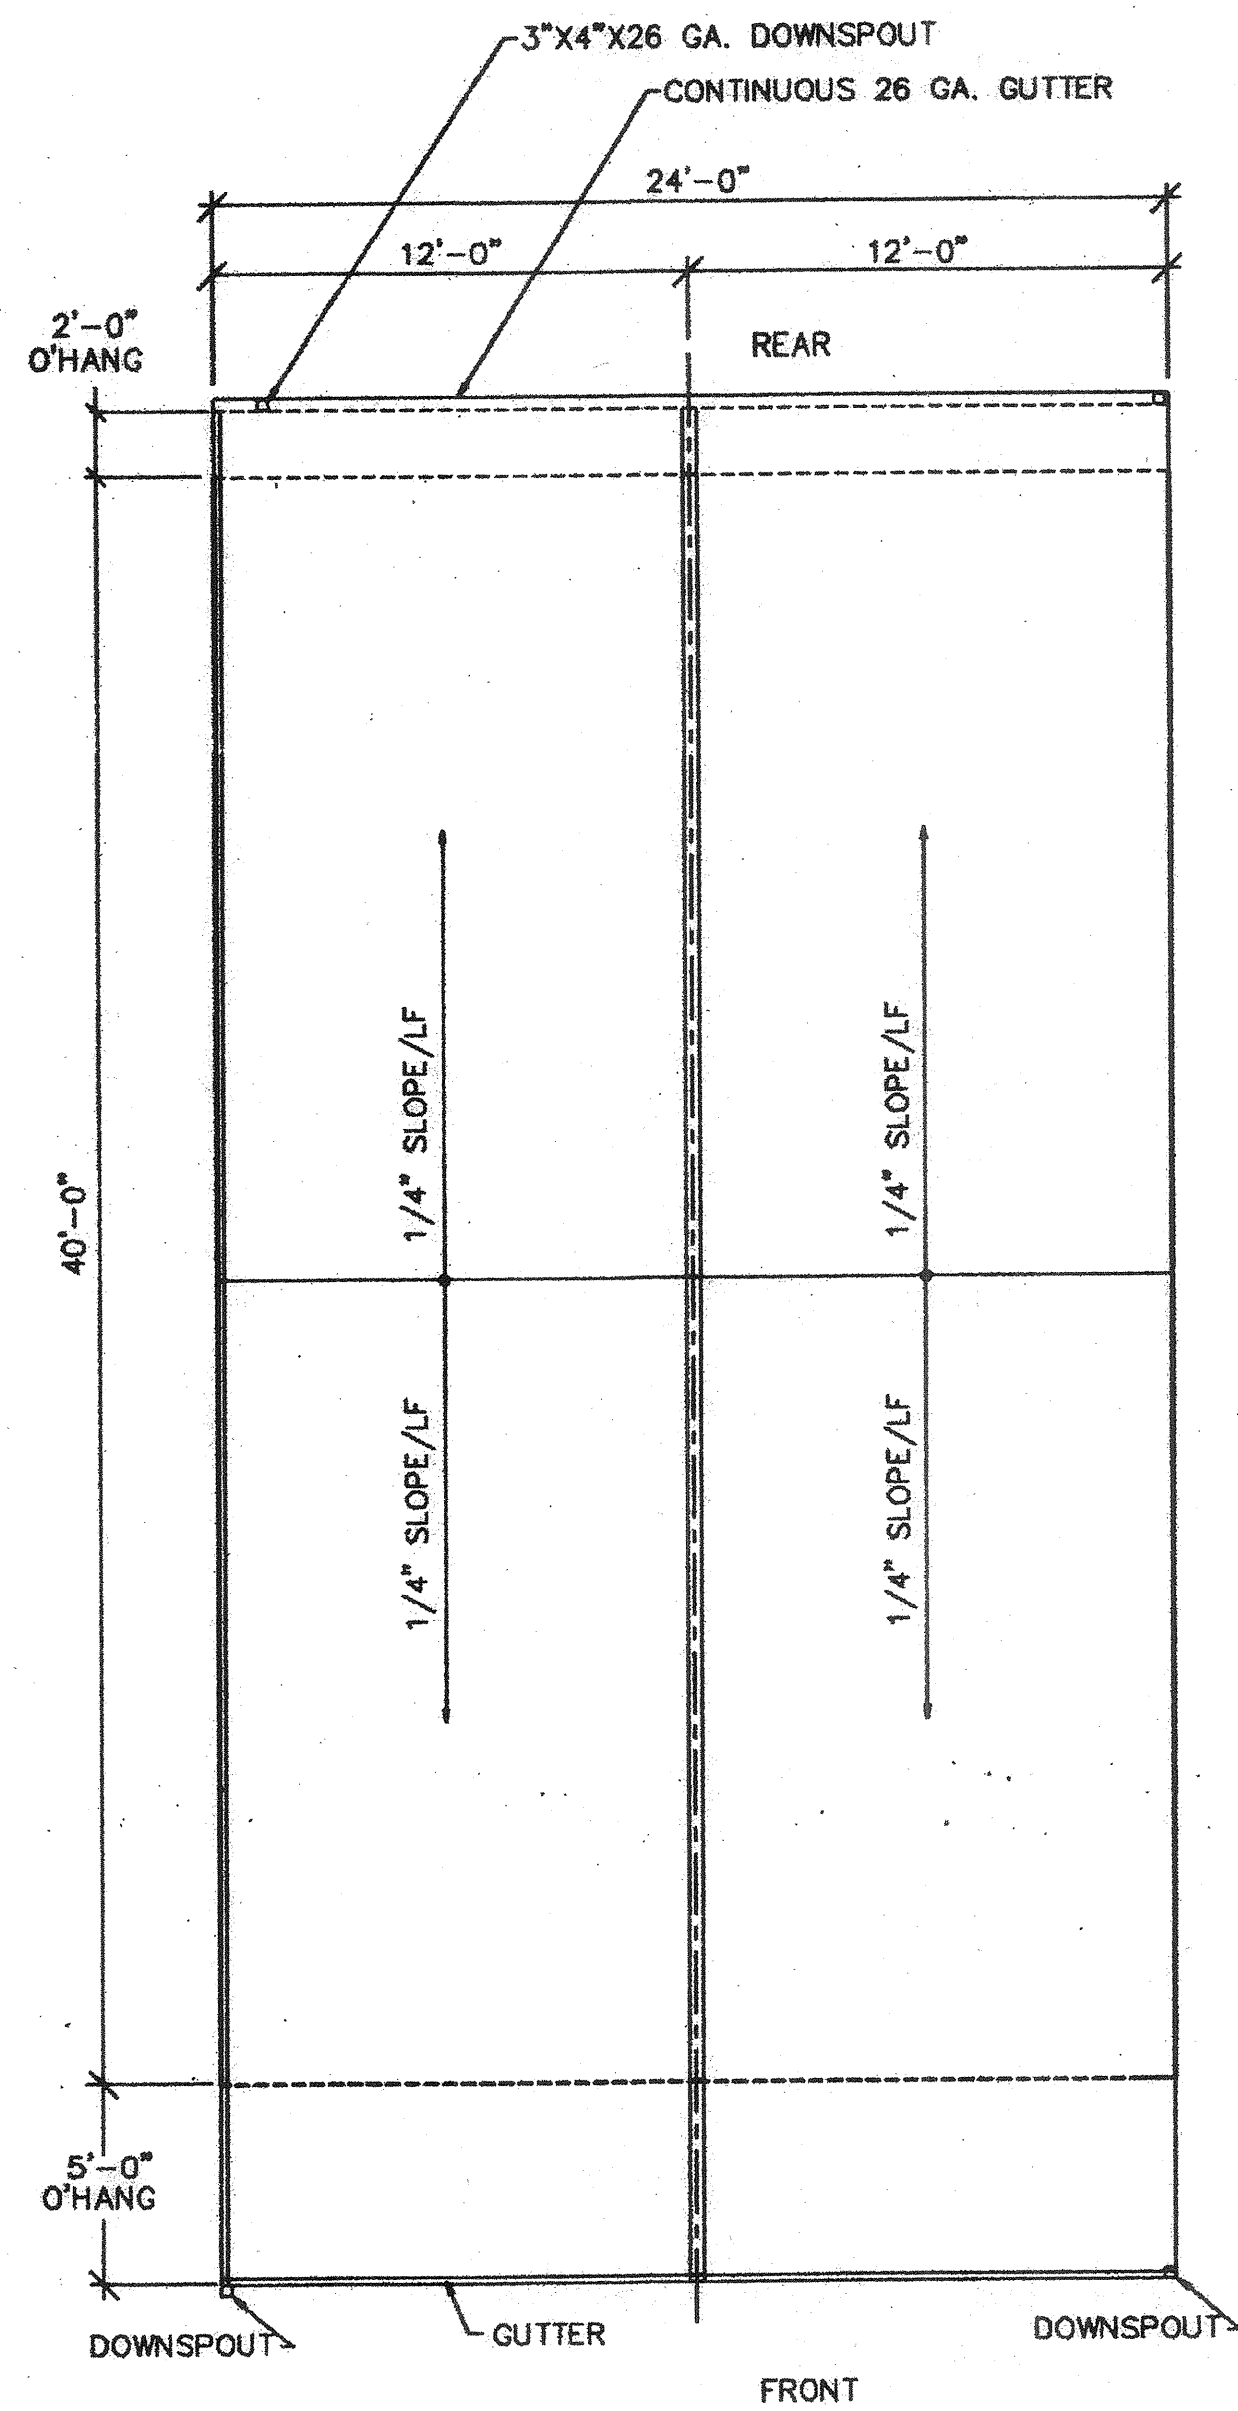 3"X4"X26 GA. DOWNSPOUT
CONTINUOUS 26 GA. GUTTER
24'-0"
12'-0"
12'-0"
2'-0"
O'HANG
REAR
1/4" SLOPE/LF
1/4" SLOPE/LF
40'-0"
1/4" SLOPE/LF
1/4" SLOPE/LF
5'-0"
O'HANG
DOWNSPOUT
GUTTER
DOWNSPOUT
FRONT